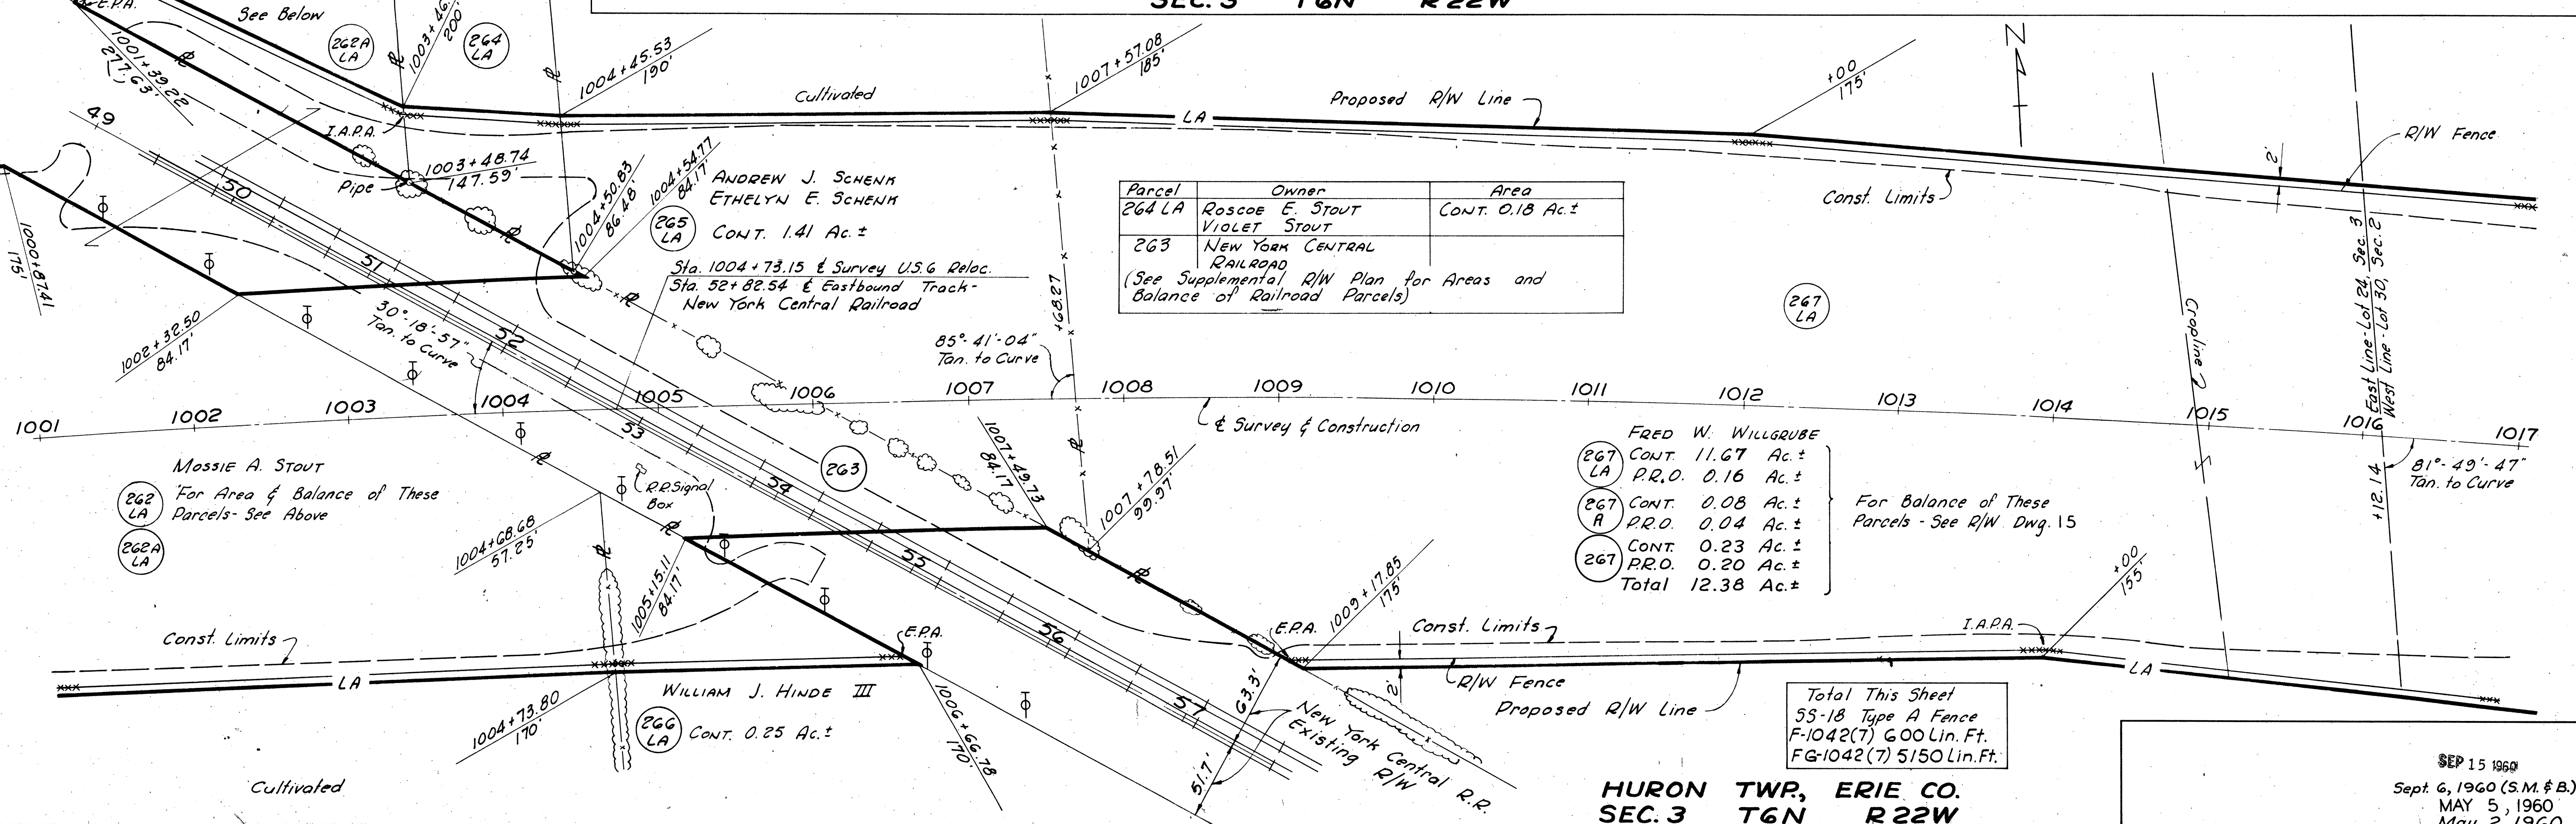 SEC. 3 T6N R22W
E.P.A.
See Below
262A
LA
264
LA
1003+46.
200'
1001+39.22
277.63'
1004+45.53
190'
1007+57.08
185'
+00
175'
N
Cultivated
Proposed R/W Line
LA
R/W Fence
2'
49
I.A.P.A.
Pipe
1003+48.74
147.59'
1004+50.83
86.48'
1004+54.77
84.17'
ANDREW J. SCHENK
ETHELYN E. SCHENK
265
LA
CONT. 1.41 Ac.±
Sta. 1004+73.15 ℄ Survey U.S.6 Reloc.
Sta. 52+82.54 ℄ Eastbound Track-
New York Central Railroad
Parcel Owner Area
264 LA ROSCOE E. STOUT CONT. 0.18 Ac.±
VIOLET STOUT
263 NEW YORK CENTRAL
RAILROAD
(See Supplemental R/W Plan for Areas and
Balance of Railroad Parcels)
Const. Limits
267
LA
East Line-Lot 24, Sec. 3
West Line-Lot 30, Sec. 2
Cropline
1000+87.41
175'
50
51
52
53
54
55
56
57
1002+32.50
84.17'
30°-18'-57"
Tan. to Curve
+68.27
85°-41'-04"
Tan. to Curve
1001 1002 1003 1004 1005 1006 1007 1008 1009 1010 1011 1012 1013 1014 1015 1016 1017
℄ Survey & Construction
81°-49'-47"
Tan. to Curve
+12.14
MOSSIE A. STOUT
262
LA
For Area & Balance of These
Parcels-See Above
262A
LA
R.R. Signal
Box
263
1007+49.73
84.17
1007+78.51
99.97'
1004+68.68
57.25'
1005+15.11
84.17'
FRED W. WILLGRUBE
267
LA
CONT. 11.67 Ac.±
P.R.O. 0.16 Ac.±
267
A
CONT. 0.08 Ac.±
P.R.O. 0.04 Ac.±
267
CONT. 0.23 Ac.±
P.R.O. 0.20 Ac.±
Total 12.38 Ac.±
For Balance of These
Parcels - See R/W Dwg. 15
+00
155'
Const. Limits
E.P.A.
E.P.A.
1009+17.85
175'
Const. Limits
I.A.P.A.
LA
LA
R/W Fence
2'
Proposed R/W Line
WILLIAM J. HINDE III
266
LA
CONT. 0.25 Ac.±
1004+73.80
170'
1006+66.78
170'
63.3'
51.7'
New York Central R.R.
Existing R/W
Total This Sheet
SS-18 Type A Fence
F-1042(7) 600 Lin. Ft.
FG-1042(7) 5150 Lin. Ft.
Cultivated
HURON TWP., ERIE CO.
SEC. 3 T6N R22W
SEP 15 1960
Sept. 6, 1960 (S.M. & B.)
MAY 5, 1960
May 2, 1960